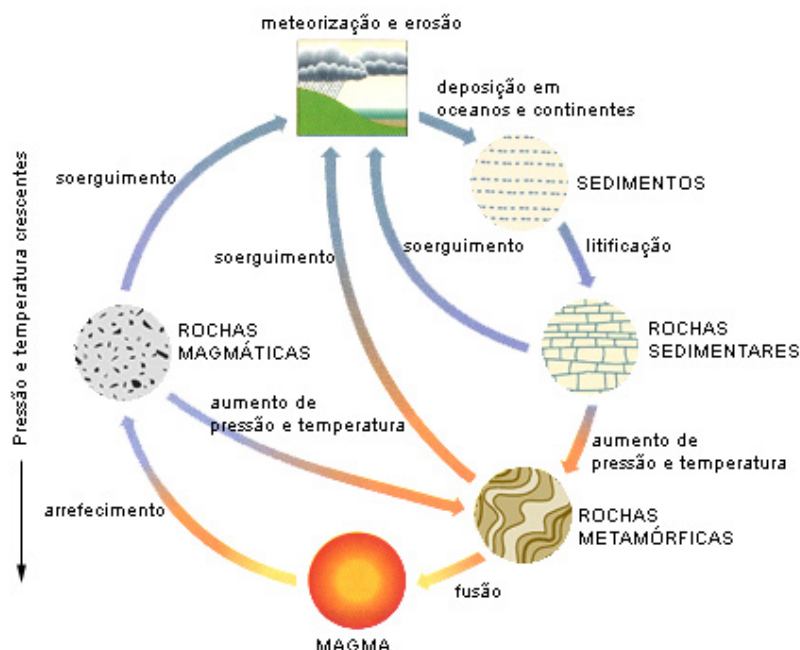 meteorização e erosão
deposição em
oceanos e continentes
SEDIMENTOS
soerguimento
soerguimento
soerguimento
litificação
Pressão e temperatura crescentes
ROCHAS
MAGMÁTICAS
ROCHAS
SEDIMENTARES
aumento de
pressão e temperatura
aumento de
pressão e temperatura
arrefecimento
ROCHAS
METAMÓRFICAS
fusão
MAGMA